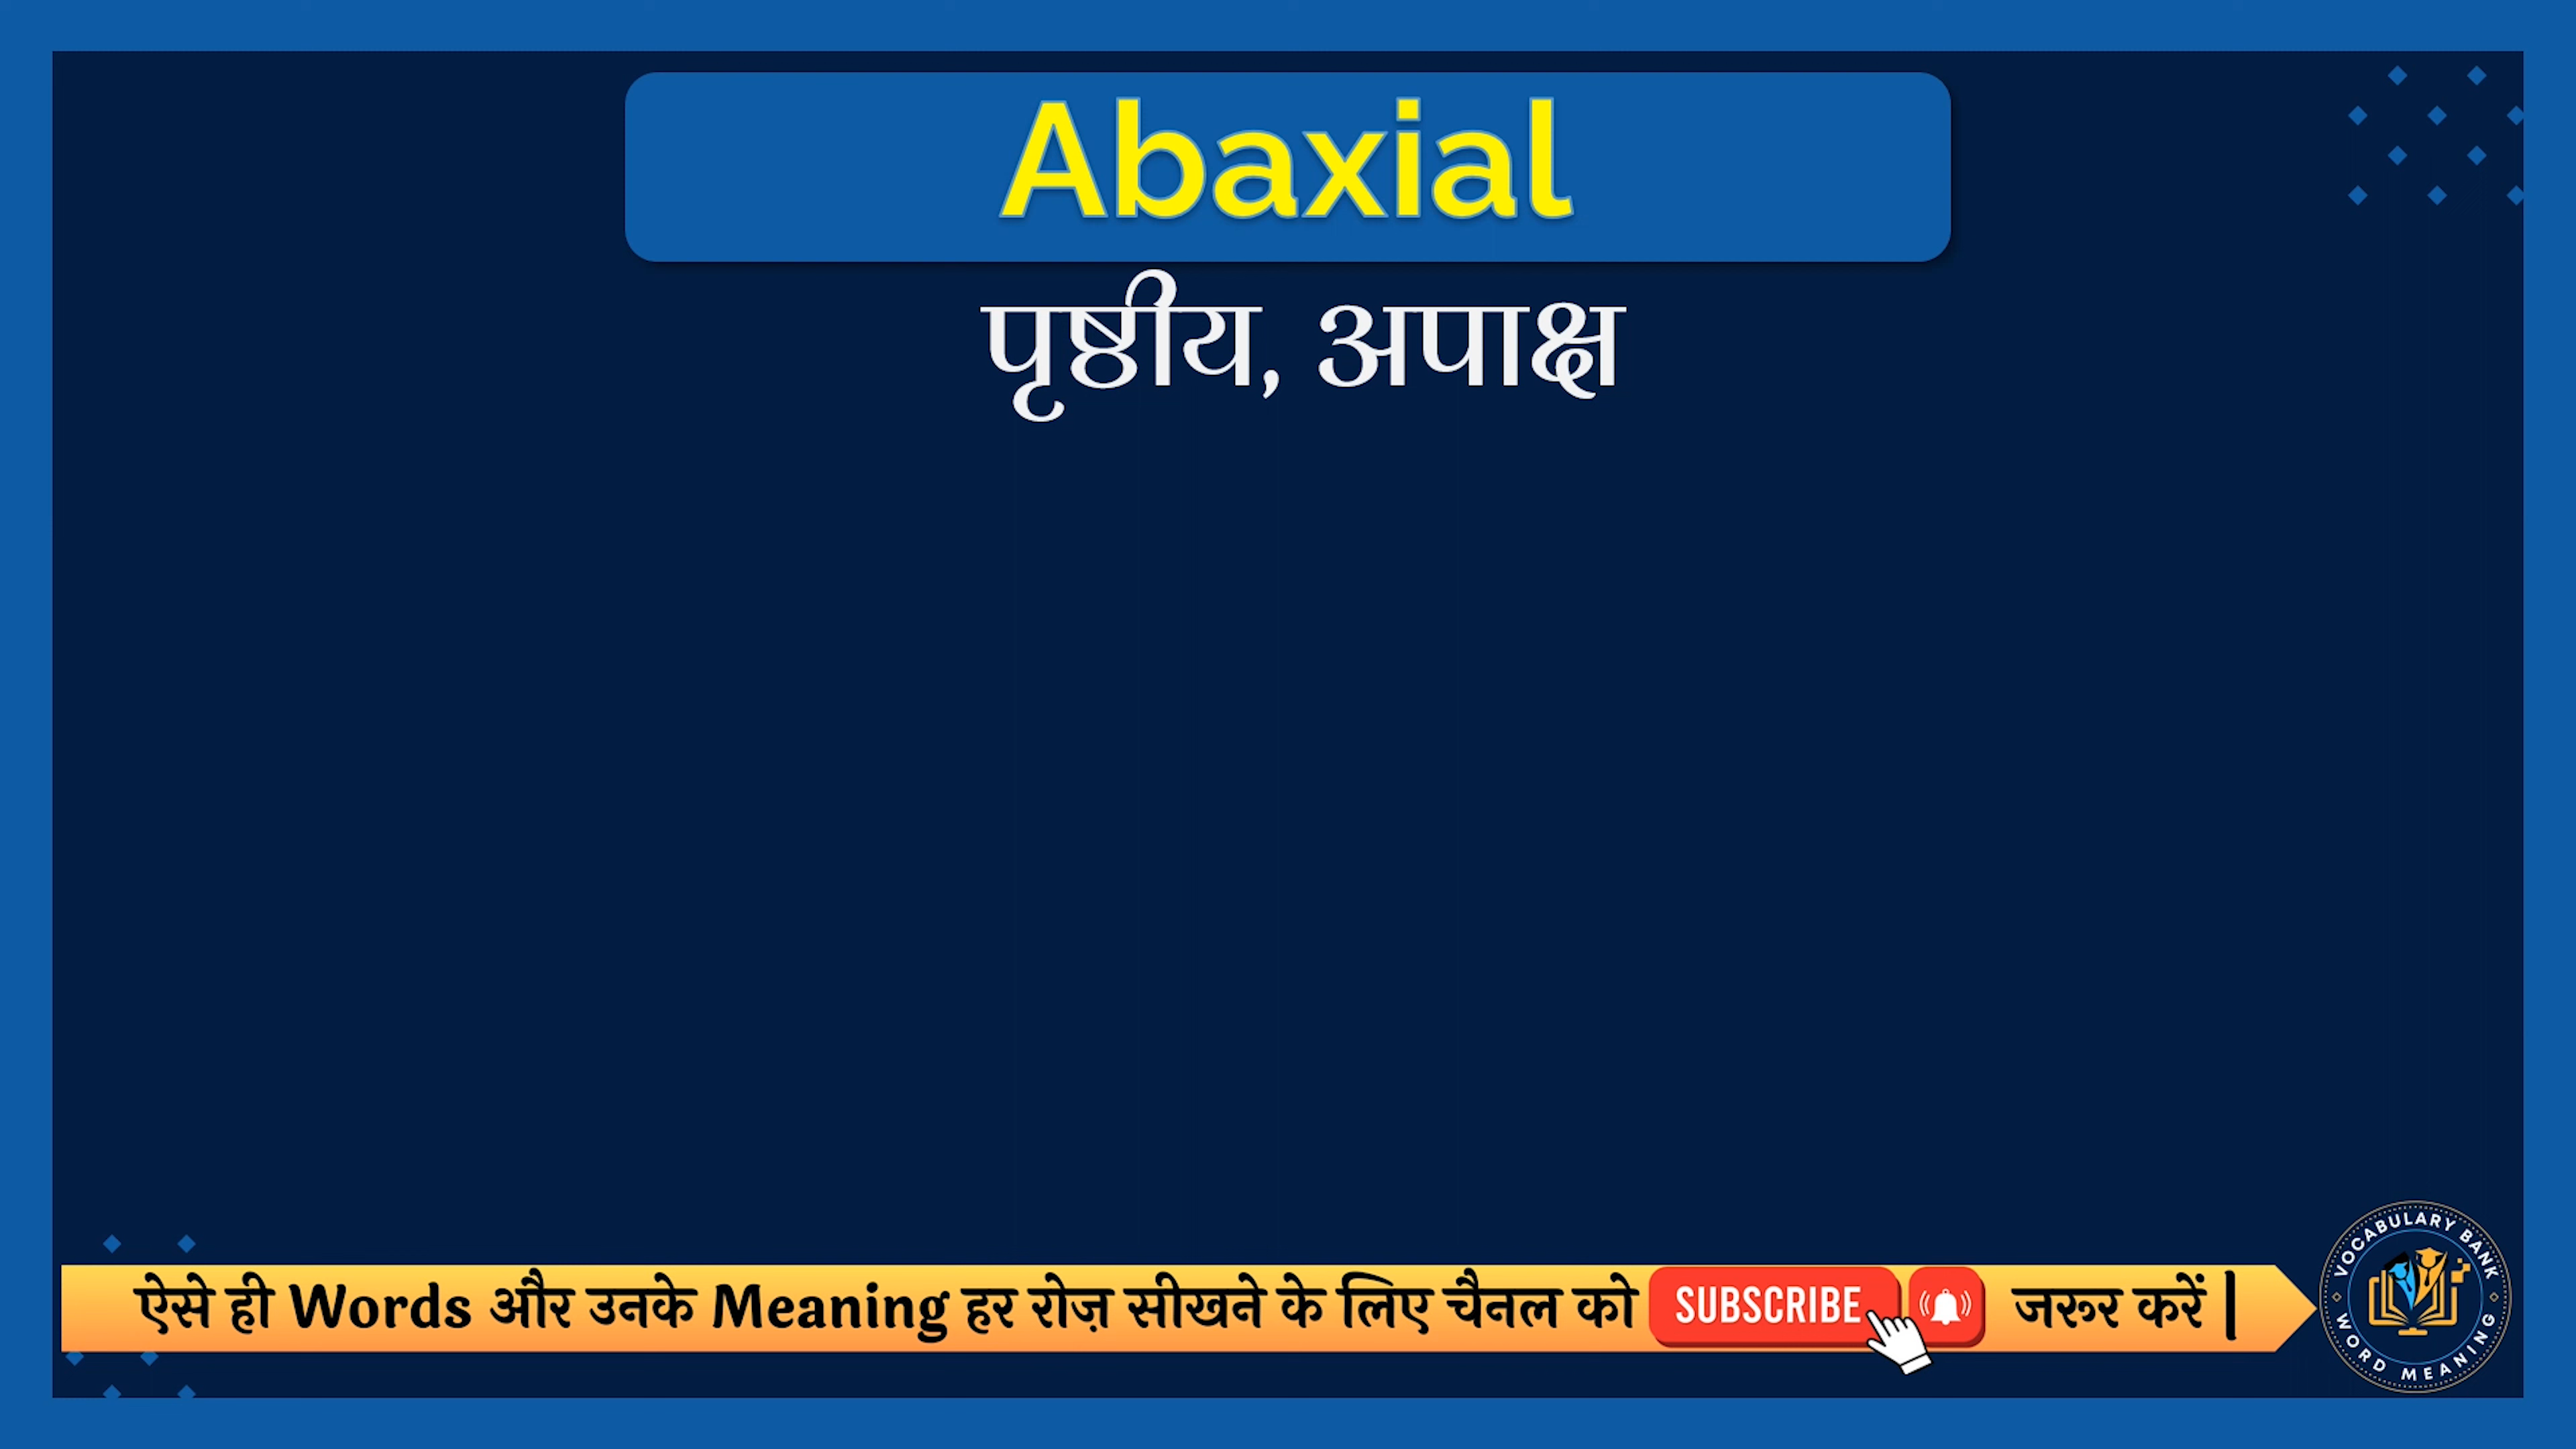 Abaxial
पृष्ठीय, अपाक्ष
ऐसे ही Words और उनके Meaning हर रोज़ सीखने के लिए चैनल को SUBSCRIBE जरूर करें |
VOCABULARY BANK
WORD MEANING